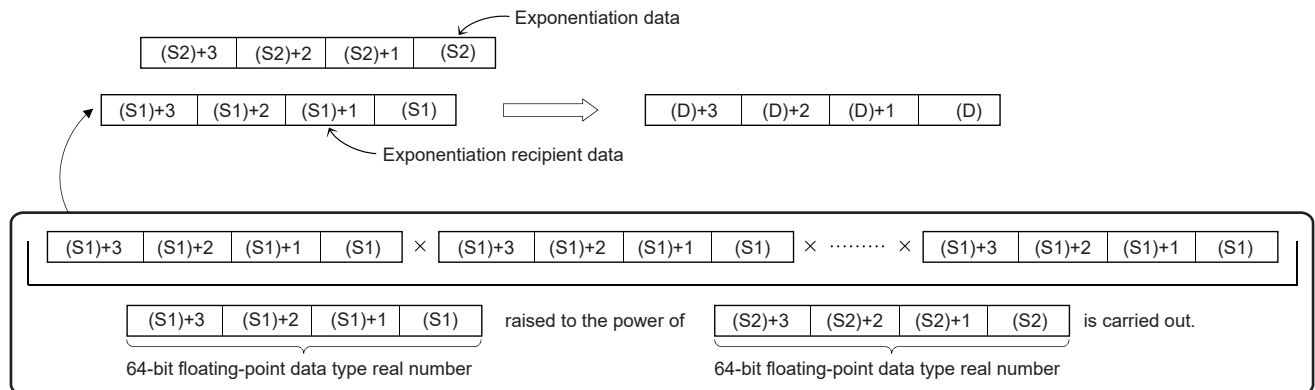 Exponentiation data
(S2)+3 (S2)+2 (S2)+1 (S2)
(S1)+3 (S1)+2 (S1)+1 (S1) (D)+3 (D)+2 (D)+1 (D)
Exponentiation recipient data
(S1)+3 (S1)+2 (S1)+1 (S1) × (S1)+3 (S1)+2 (S1)+1 (S1) × ········· × (S1)+3 (S1)+2 (S1)+1 (S1)
(S1)+3 (S1)+2 (S1)+1 (S1) raised to the power of (S2)+3 (S2)+2 (S2)+1 (S2) is carried out.
64-bit floating-point data type real number 64-bit floating-point data type real number